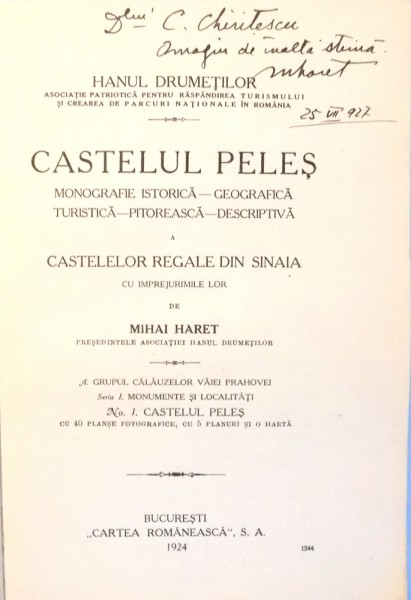 Dlui C. Chiritescu
omagiu de înaltă stimă
MHaret
25 VII 927
HANUL DRUMEȚILOR
ASOCIAȚIE PATRIOTICĂ PENTRU RĂSPÂNDIREA TURISMULUI
ȘI CREAREA DE PARCURI NAȚIONALE IN ROMÂNIA
CASTELUL PELEȘ
MONOGRAFIE ISTORICĂ—GEOGRAFICĂ
TURISTICĂ—PITOREASCĂ—DESCRIPTIVĂ
A
CASTELELOR REGALE DIN SINAIA
CU IMPREJURIMILE LOR
DE
MIHAI HARET
PREȘEDINTELE ASOCIAȚIEI HANUL DRUMEȚILOR
A. GRUPUL CĂLĂUZELOR VĂIEI PRAHOVEI
Seria I. MONUMENTE ȘI LOCALITĂȚI
No. I. CASTELUL PELEȘ
CU 40 PLANȘE FOTOGRAFICE, CU 5 PLANURI ȘI O HARTĂ
BUCUREȘTI
„CARTEA ROMÂNEASCĂ", S. A.
1924
1544